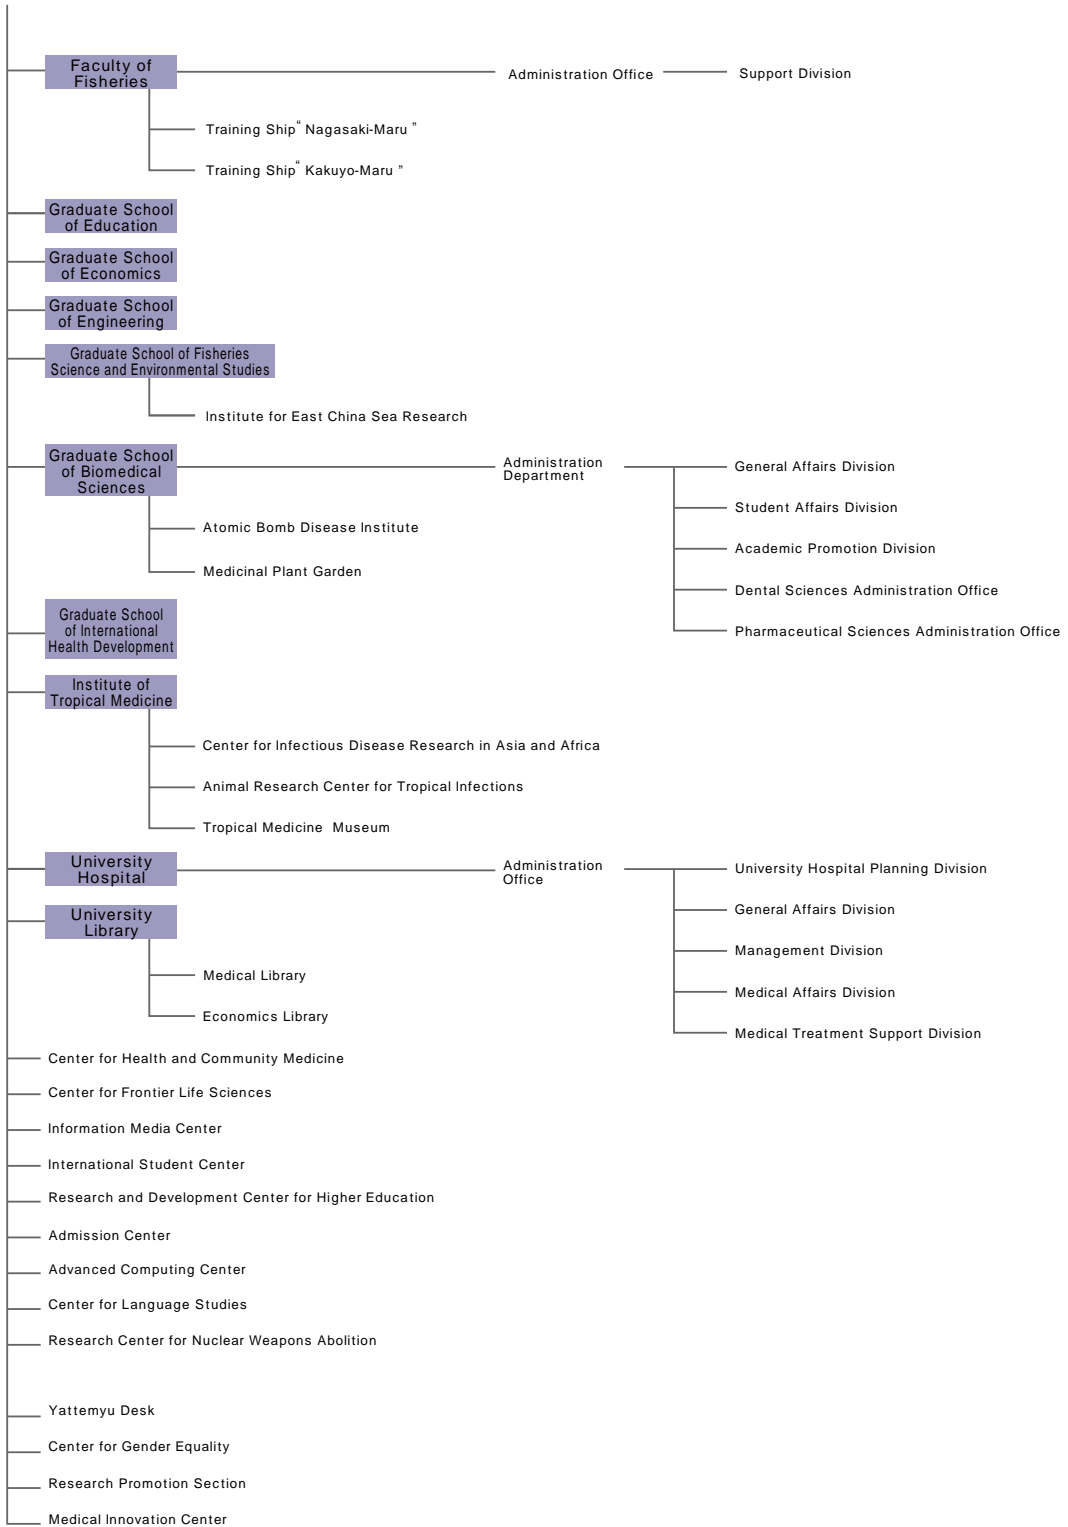 Faculty of
Fisheries
Administration Office
Support Division
Training Ship“ Nagasaki-Maru ”
Training Ship“ Kakuyo-Maru ”
Graduate School
of Education
Graduate School
of Economics
Graduate School
of Engineering
Graduate School of Fisheries
Science and Environmental Studies
Institute for East China Sea Research
Graduate School
of Biomedical
Sciences
Administration
Department
General Affairs Division
Student Affairs Division
Academic Promotion Division
Dental Sciences Administration Office
Pharmaceutical Sciences Administration Office
Atomic Bomb Disease Institute
Medicinal Plant Garden
Graduate School
of International
Health Development
Institute of
Tropical Medicine
Center for Infectious Disease Research in Asia and Africa
Animal Research Center for Tropical Infections
Tropical Medicine Museum
University
Hospital
Administration
Office
University Hospital Planning Division
General Affairs Division
Management Division
Medical Affairs Division
Medical Treatment Support Division
University
Library
Medical Library
Economics Library
Center for Health and Community Medicine
Center for Frontier Life Sciences
Information Media Center
International Student Center
Research and Development Center for Higher Education
Admission Center
Advanced Computing Center
Center for Language Studies
Research Center for Nuclear Weapons Abolition
Yattemyu Desk
Center for Gender Equality
Research Promotion Section
Medical Innovation Center